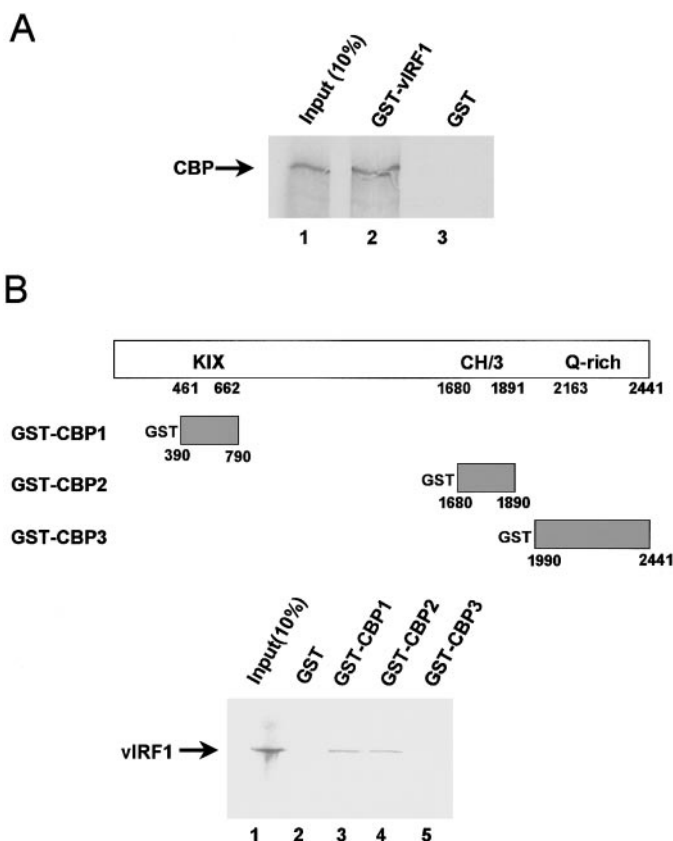 A
Input (10%) GST-vIRF1 GST
CBP
1 2 3
B
KIX CH/3 Q-rich
461 662 1680 1891 2163 2441
GST-CBP1 GST
390 790
GST-CBP2 GST
1680 1890
GST-CBP3 GST
1990 2441
Input(10%) GST GST-CBP1 GST-CBP2 GST-CBP3
vIRF1
1 2 3 4 5